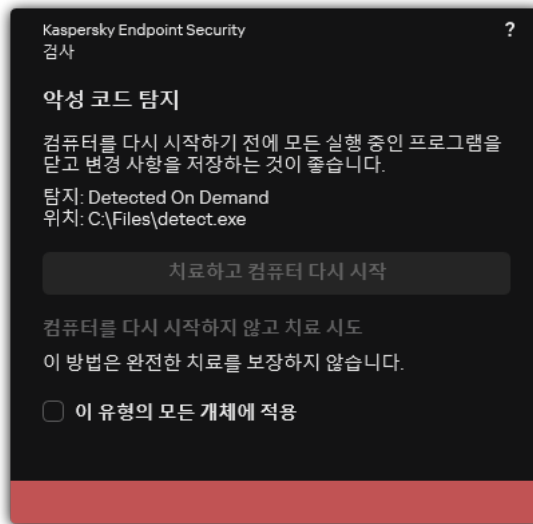 Kaspersky Endpoint Security
?
검사
악성 코드 탐지
컴퓨터를 다시 시작하기 전에 모든 실행 중인 프로그램을
닫고 변경 사항을 저장하는 것이 좋습니다.
탐지: Detected On Demand
위치: C:\Files\detect.exe
치료하고 컴퓨터 다시 시작
컴퓨터를 다시 시작하지 않고 치료 시도
이 방법은 완전한 치료를 보장하지 않습니다.
이 유형의 모든 개체에 적용